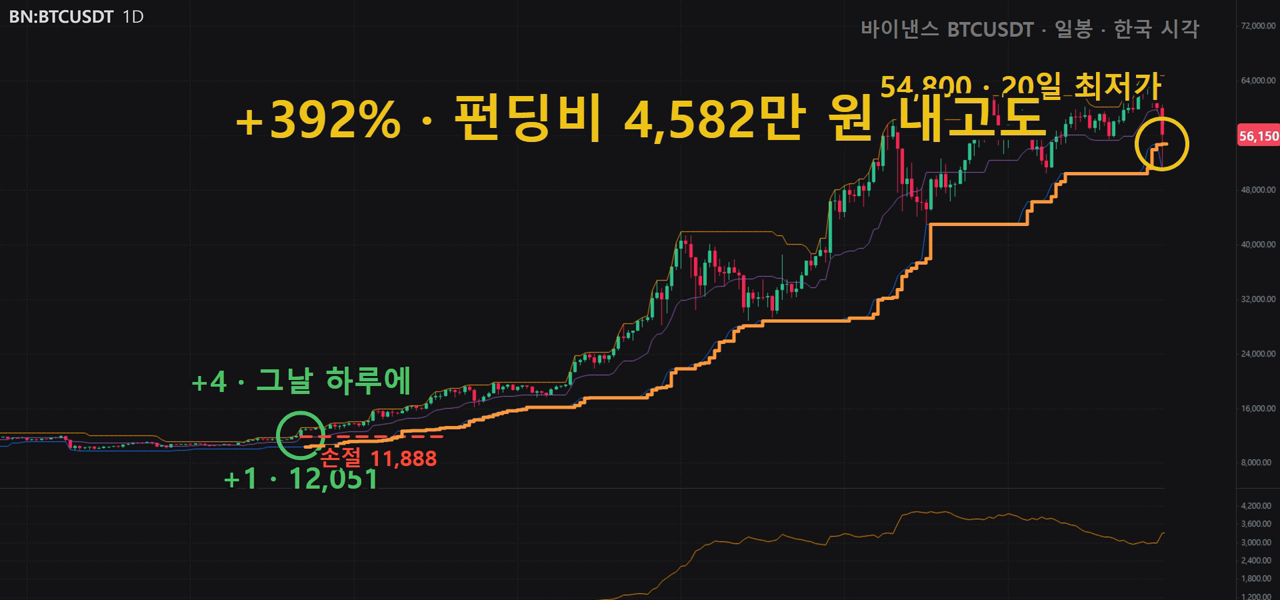 BN:BTCUSDT 1D
바이낸스 BTCUSDT · 일봉 · 한국 시각
72,000.00
54,800 · 20일 최저가
64,000.00
+392% · 펀딩비 4,582만 원 내고도
56,150
48,000.00
40,000.00
32,000.00
24,000.00
+4 · 그날 하루에
16,000.00
손절 11,888
8,000.00
+1 · 12,051
4,200.00
3,600.00
3,000.00
2,400.00
1,800.00
1,200.00